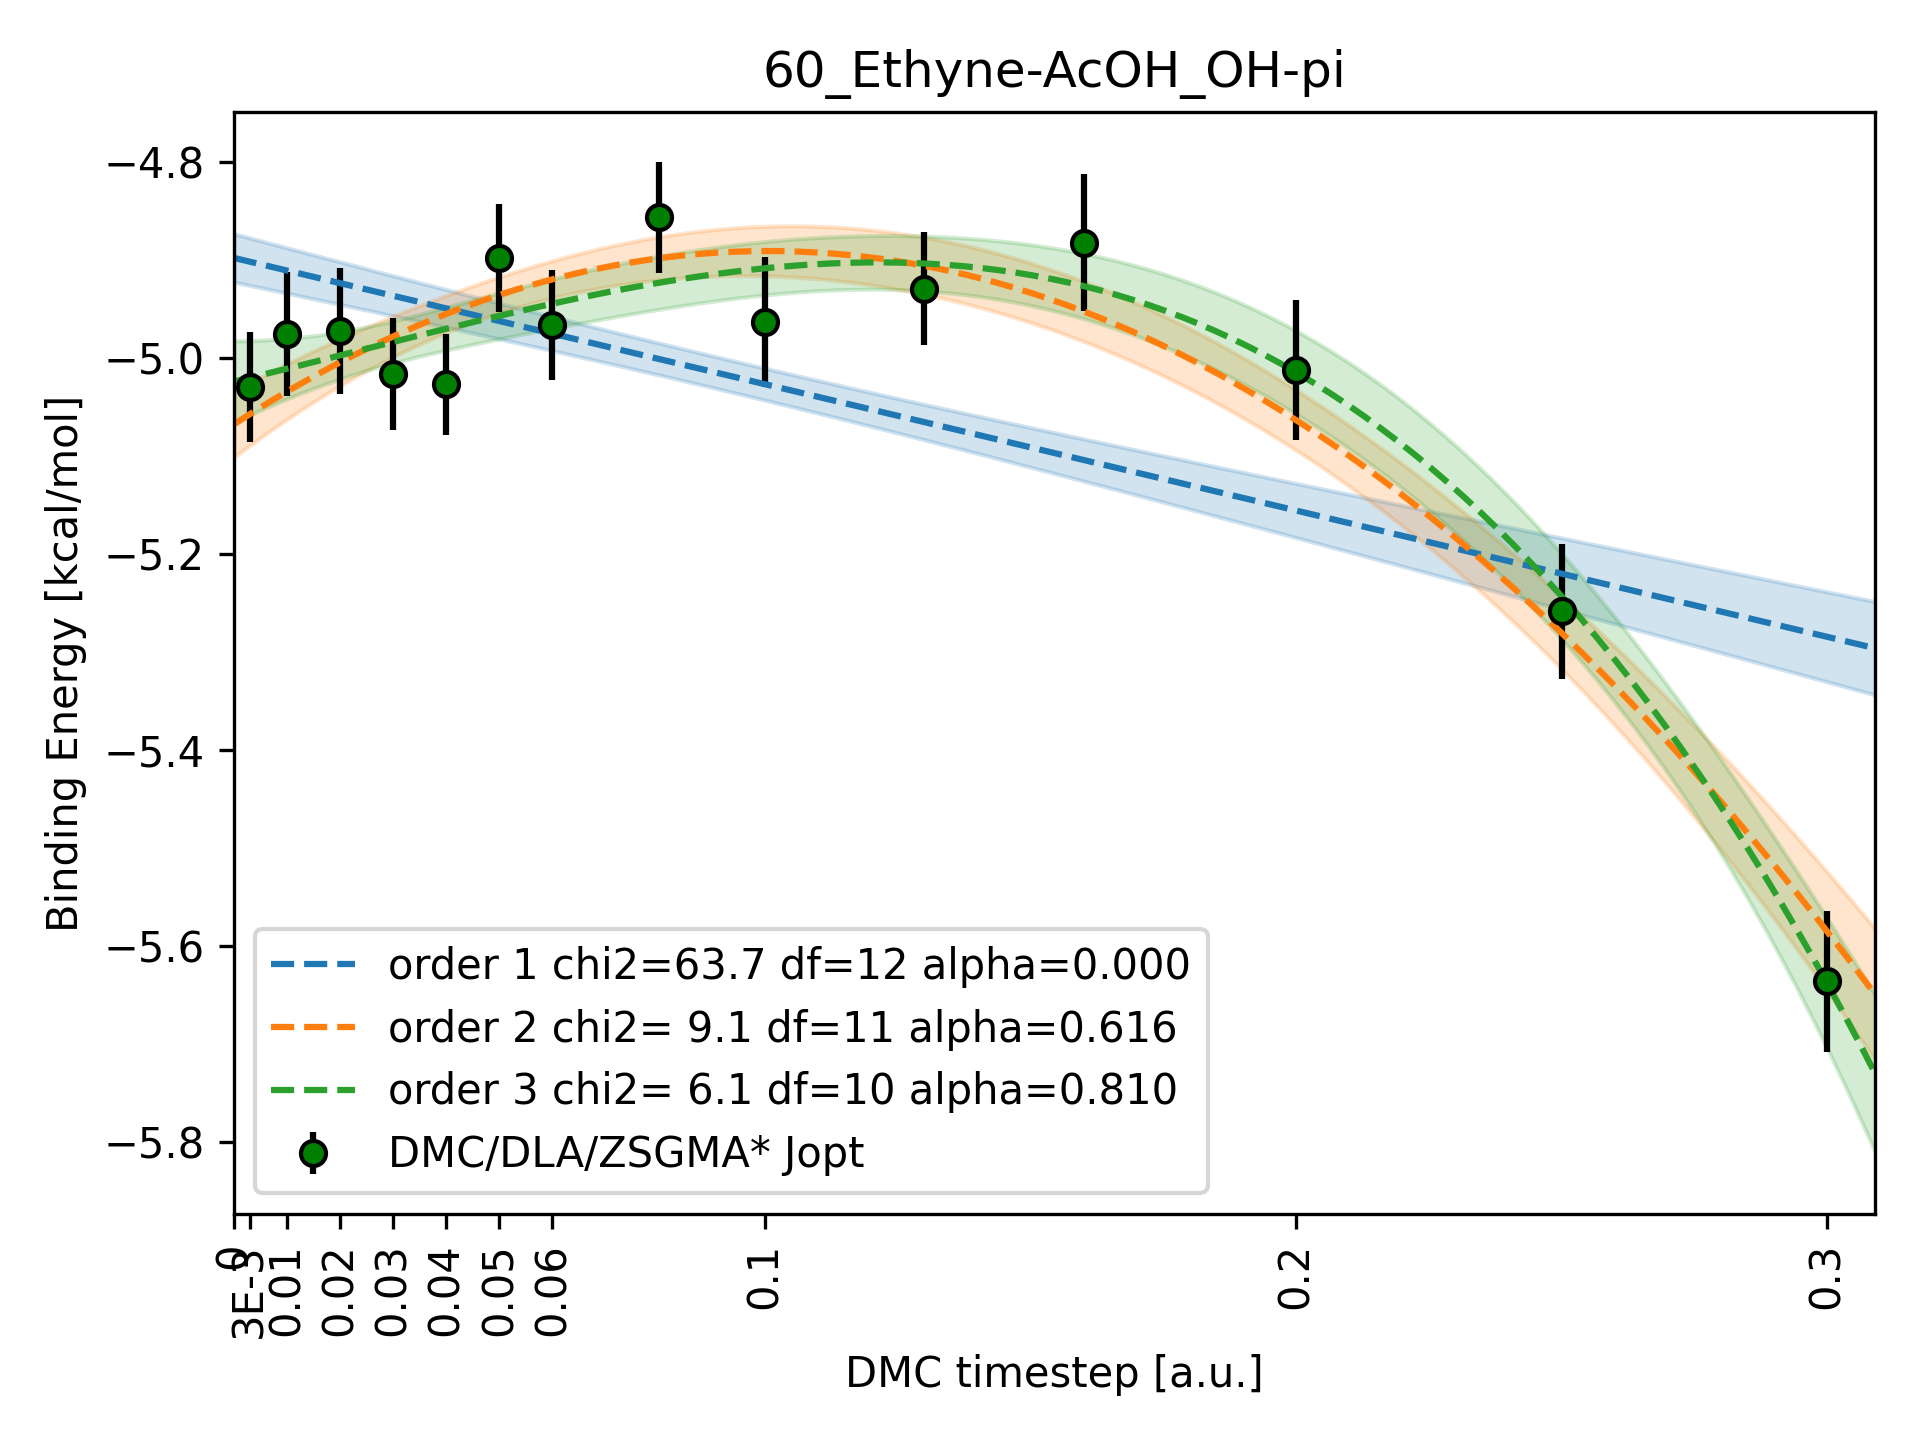 60_Ethyne-AcOH_OH-pi
Binding Energy [kcal/mol]
−4.8
−5.0
−5.2
−5.4
−5.6
−5.8
order 1 chi2=63.7 df=12 alpha=0.000
order 2 chi2= 9.1 df=11 alpha=0.616
order 3 chi2= 6.1 df=10 alpha=0.810
DMC/DLA/ZSGMA* Jopt
0
3E-3
0.01
0.02
0.03
0.04
0.05
0.06
0.1
0.2
0.3
DMC timestep [a.u.]